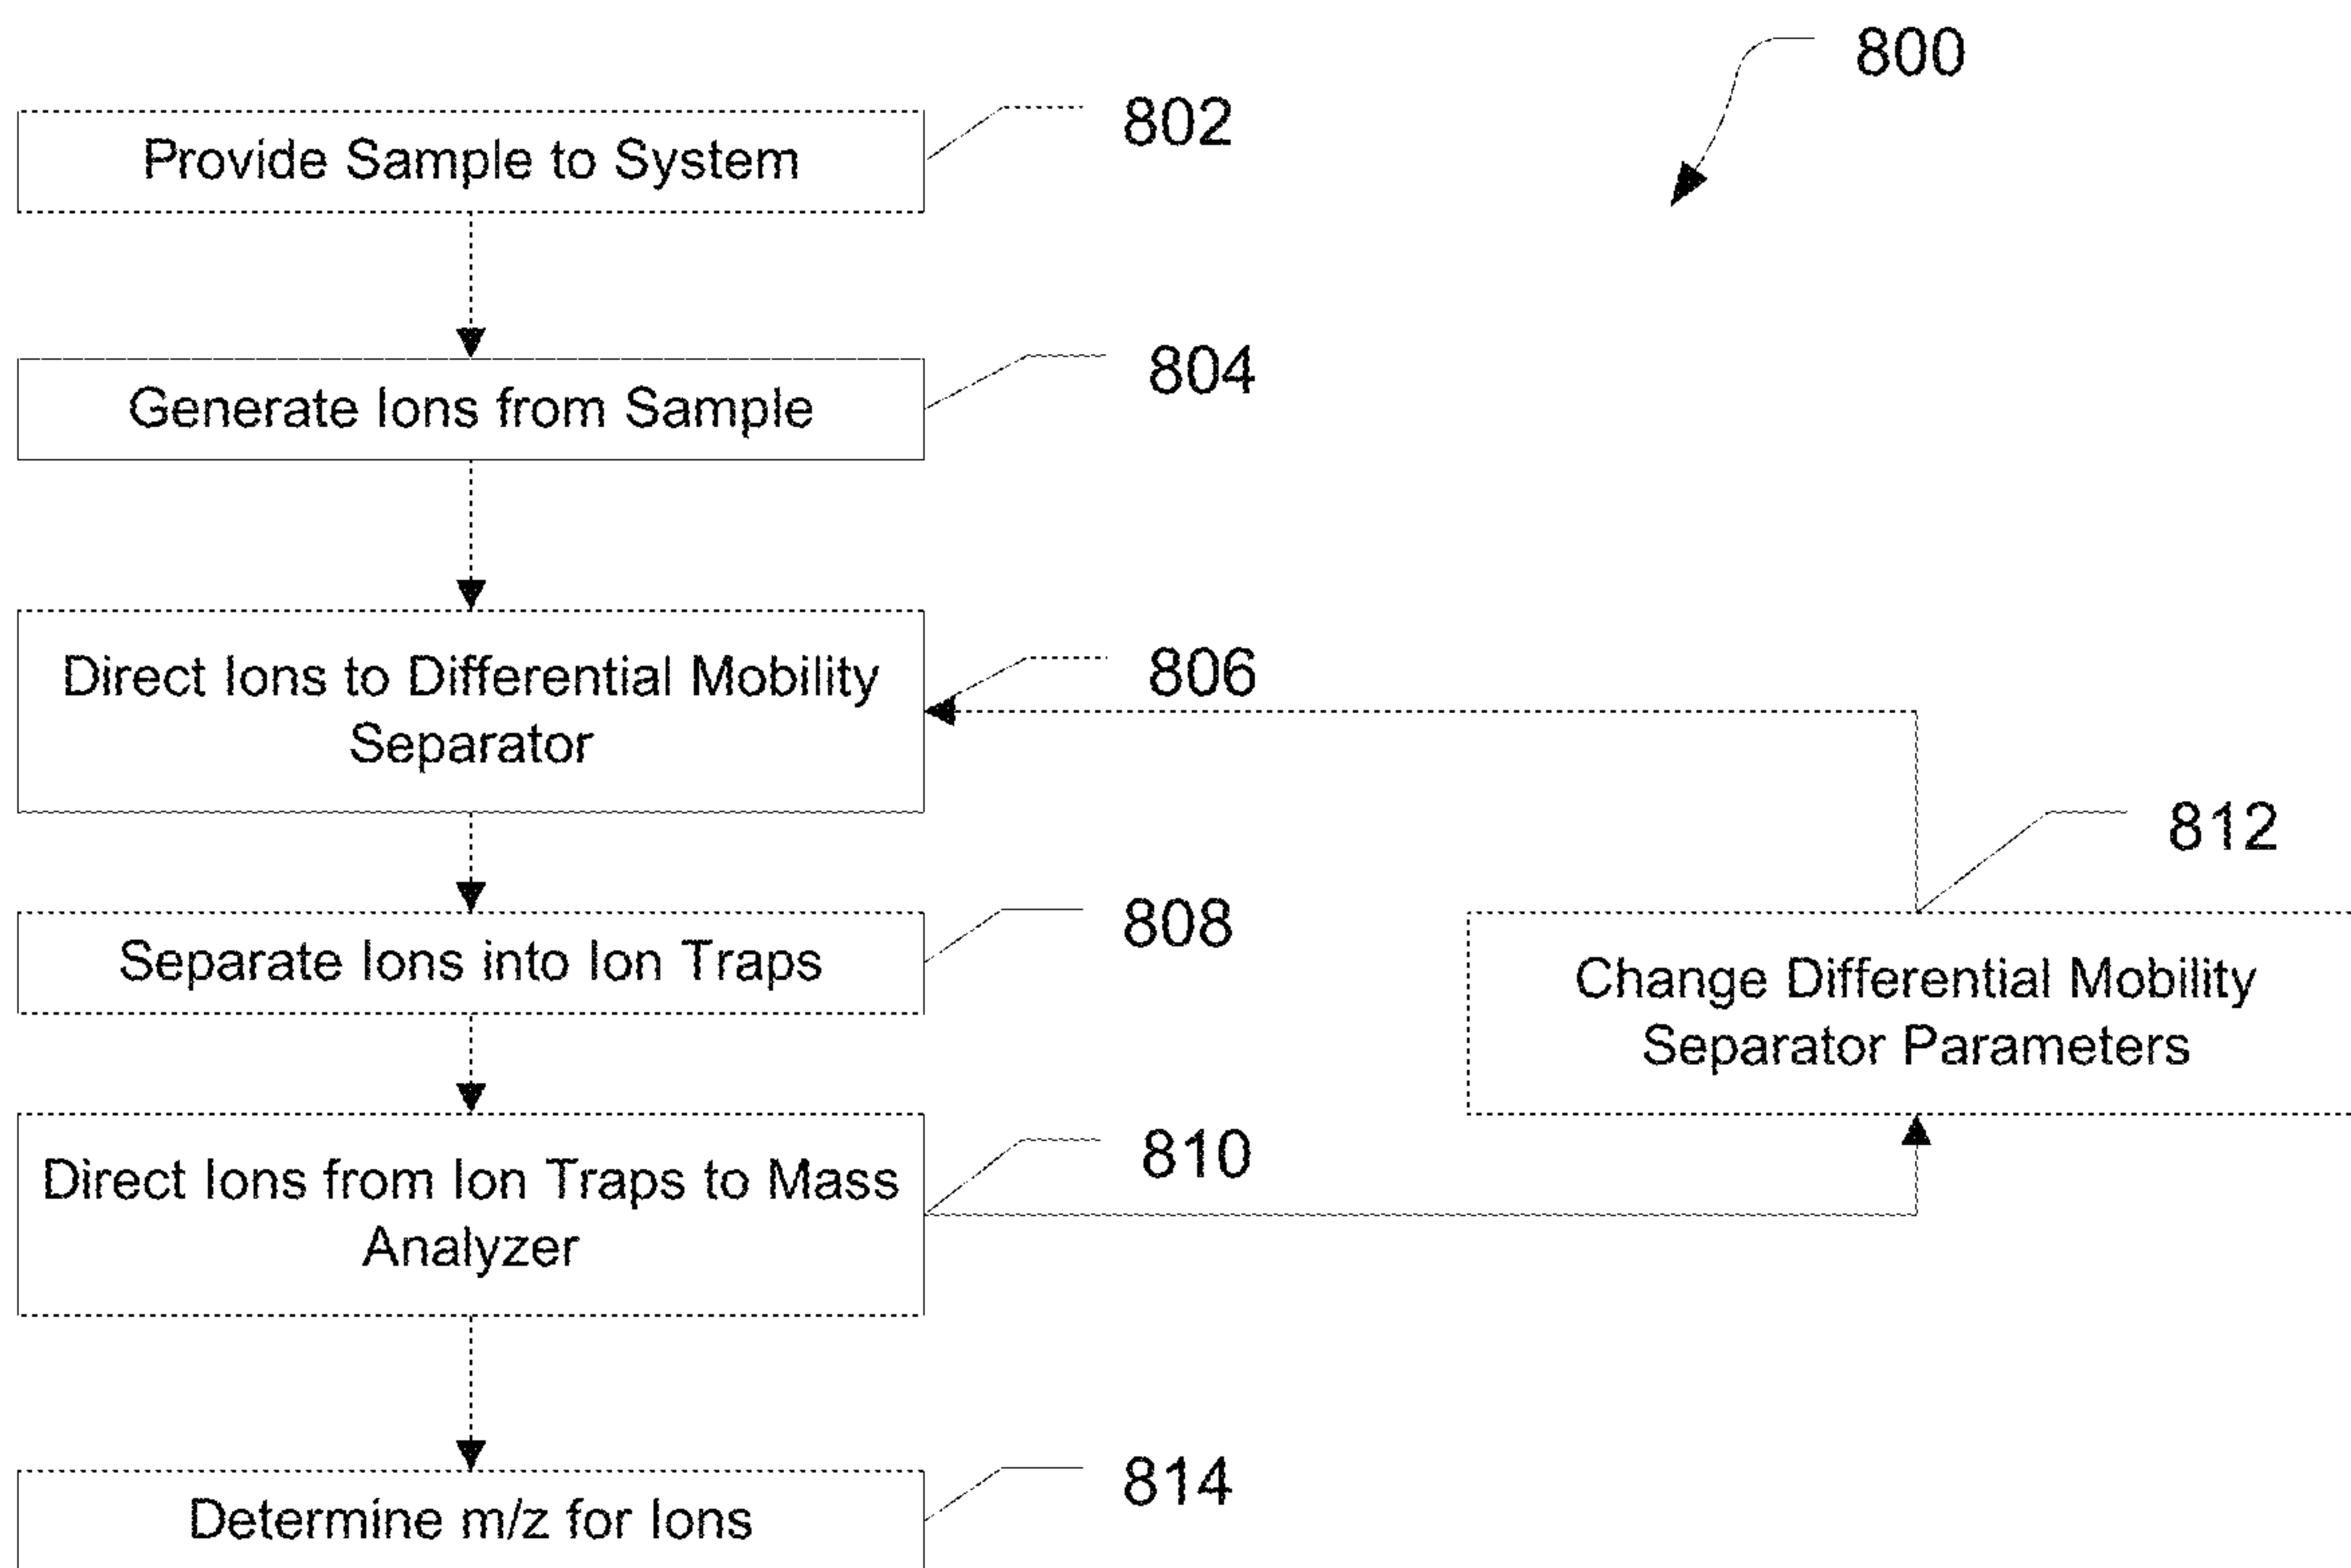 800
Provide Sample to System
802
Generate Ions from Sample
804
Direct Ions to Differential Mobility
Separator
806
Separate Ions into Ion Traps
808
Change Differential Mobility
Separator Parameters
812
Direct Ions from Ion Traps to Mass
Analyzer
810
Determine m/z for Ions
814